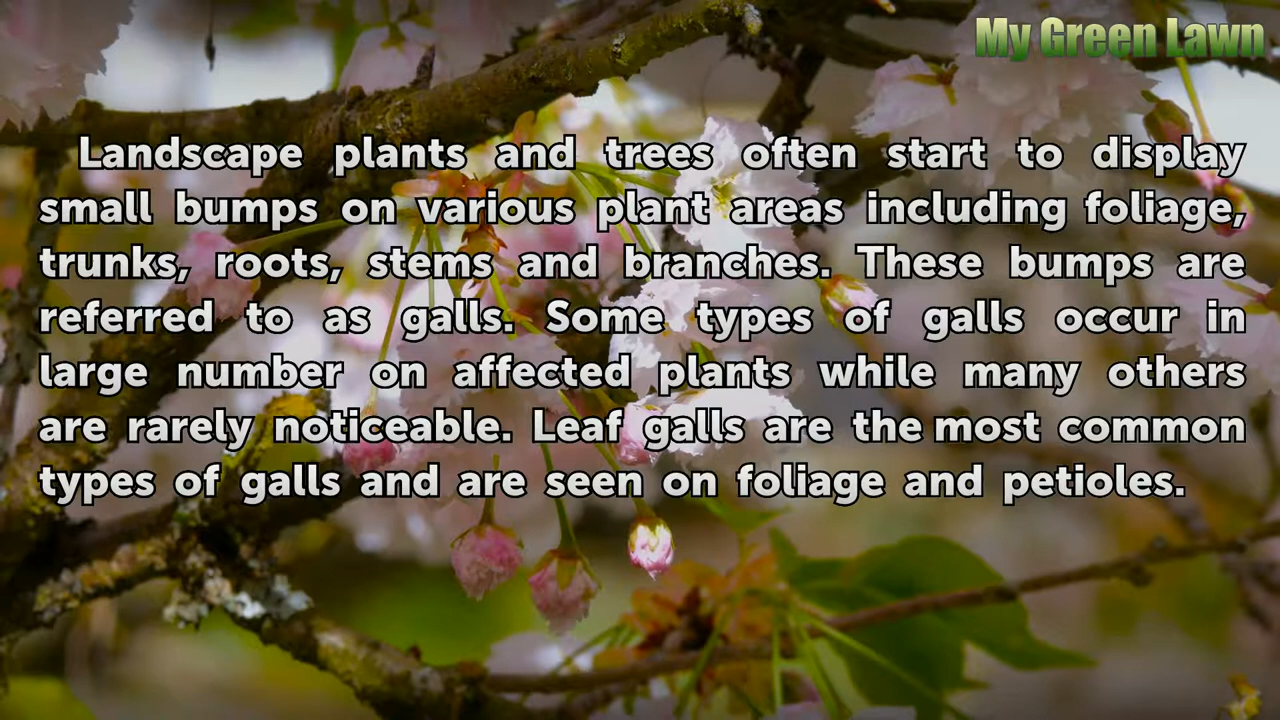 My Green Lawn
Landscape plants and trees often start to display
small bumps on various plant areas including foliage,
trunks, roots, stems and branches. These bumps are
referred to as galls. Some types of galls occur in
large number on affected plants while many others
are rarely noticeable. Leaf galls are the most common
types of galls and are seen on foliage and petioles.